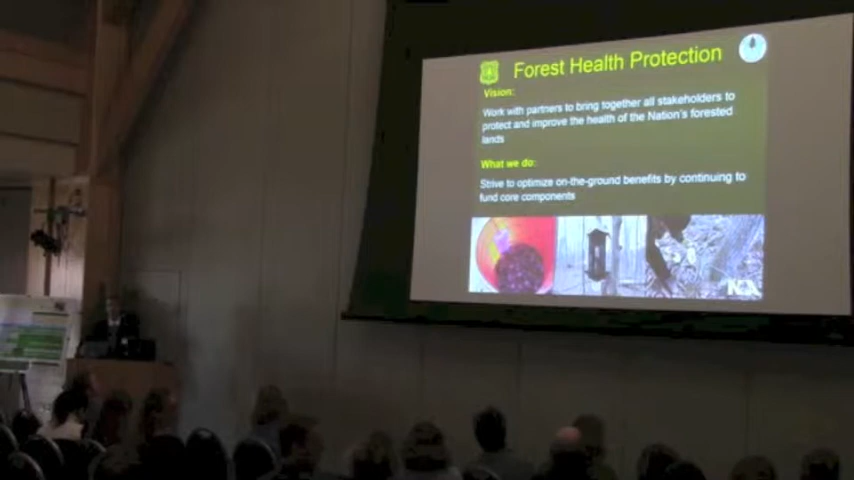 Forest Health Protection
Vision:
Work with partners to bring together all stakeholders to
protect and improve the health of the Nation's forested
lands
What we do:
Strive to optimize on-the-ground benefits by continuing to
fund core components